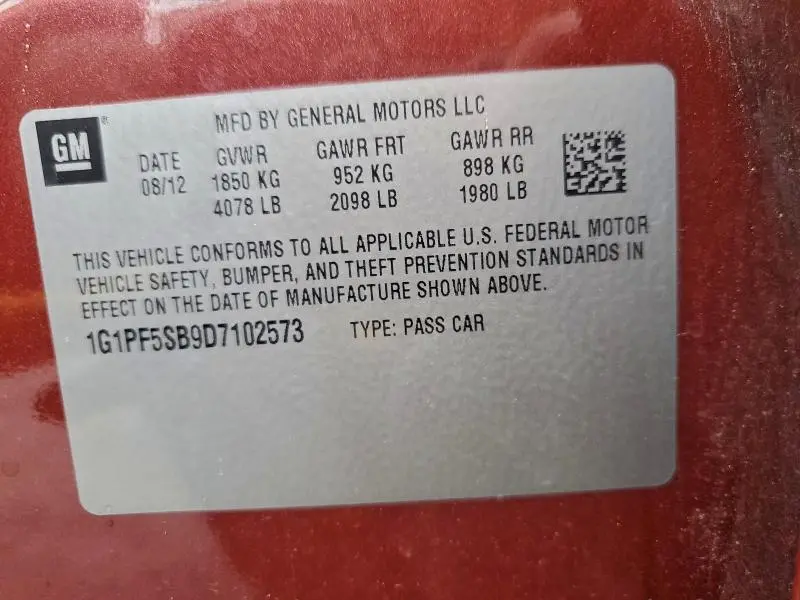 GM®
MFD BY GENERAL MOTORS LLC
DATE GVWR GAWR FRT GAWR RR
08/12 1850 KG 952 KG 898 KG
4078 LB 2098 LB 1980 LB
THIS VEHICLE CONFORMS TO ALL APPLICABLE U.S. FEDERAL MOTOR
VEHICLE SAFETY, BUMPER, AND THEFT PREVENTION STANDARDS IN
EFFECT ON THE DATE OF MANUFACTURE SHOWN ABOVE.
1G1PF5SB9D7102573 TYPE: PASS CAR